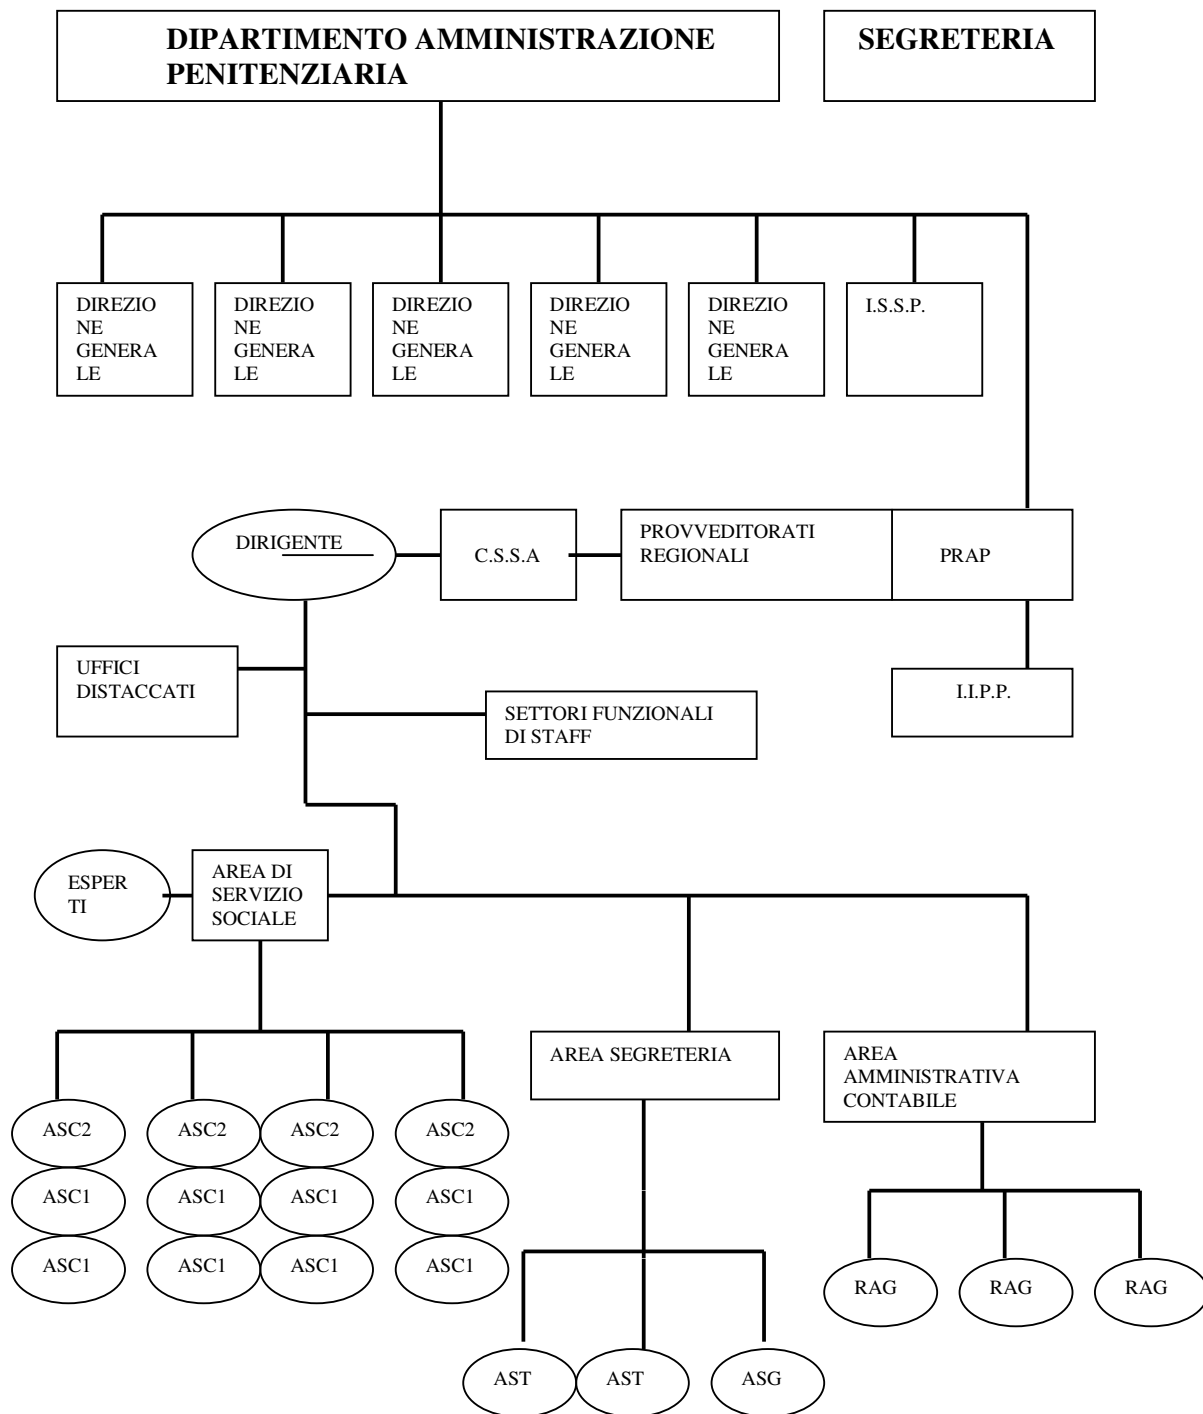 DIPARTIMENTO AMMINISTRAZIONE
PENITENZIARIA
SEGRETERIA
DIREZIO
NE
GENERA
LE
DIREZIO
NE
GENERA
LE
DIREZIO
NE
GENERA
LE
DIREZIO
NE
GENERA
LE
DIREZIO
NE
GENERA
LE
I.S.S.P.
DIRIGENTE
C.S.S.A
PROVVEDITORATI
REGIONALI
PRAP
UFFICI
DISTACCATI
SETTORI FUNZIONALI
DI STAFF
I.I.P.P.
ESPER
TI
AREA DI
SERVIZIO
SOCIALE
AREA SEGRETERIA
AREA
AMMINISTRATIVA
CONTABILE
ASC2
ASC2
ASC2
ASC2
ASC1
ASC1
ASC1
ASC1
ASC1
ASC1
ASC1
ASC1
RAG
RAG
RAG
AST
AST
ASG